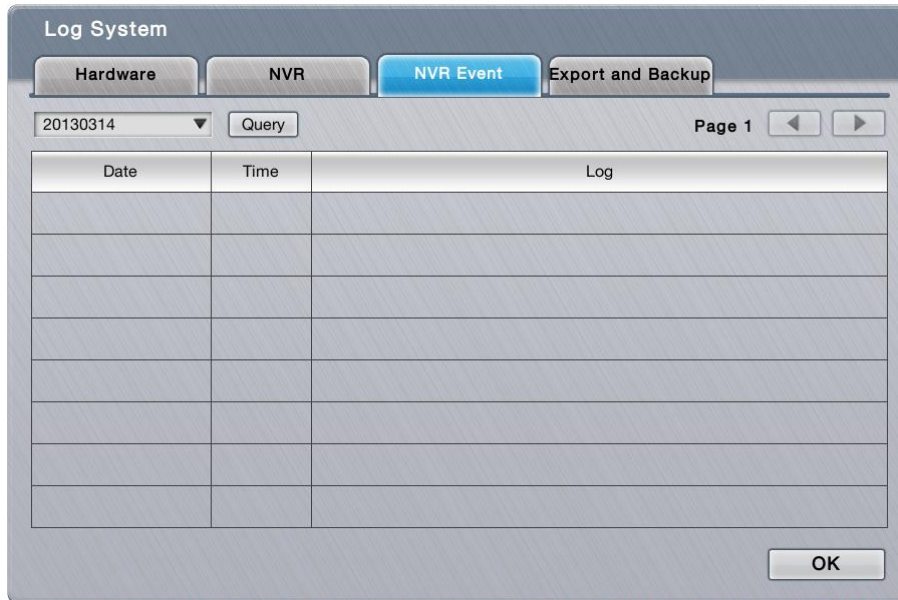 Log System
Hardware NVR NVR Event Export and Backup
20130314 Query Page 1
Date Time Log
OK